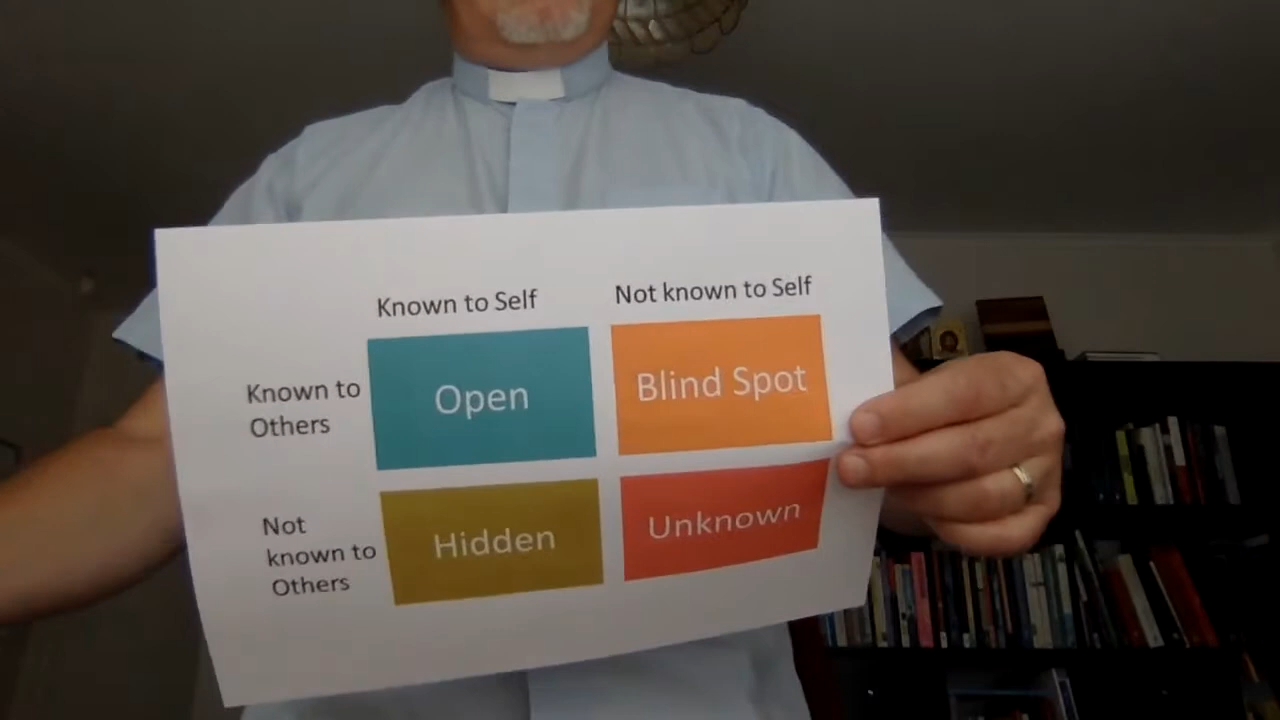 Known to Self
Not known to Self
Known to
Others
Open
Blind Spot
Not
known to
Others
Hidden
Unknown